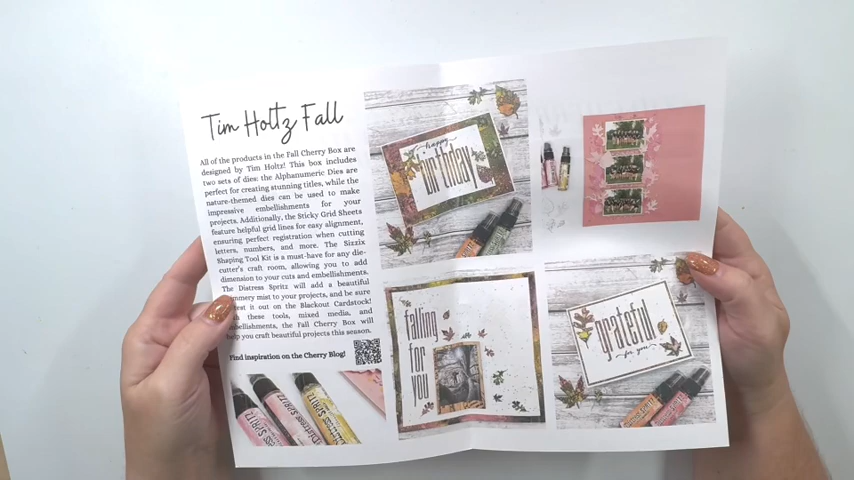 Tim Holtz Fall
All of the products in the Fall Cherry Box are
designed by Tim Holtz! This box includes
two sets of dies: the Alphanumeric Dies are
perfect for creating stunning titles, while the
nature-themed dies can be used to make
impressive embellishments for your
projects. Additionally, the Sticky Grid Sheets
feature helpful grid lines for easy alignment,
ensuring perfect registration when cutting
letters, numbers, and more. The Sizzix
Shaping Tool Kit is a must-have for any die-
cutter's craft room, allowing you to add
dimension to your cuts and embellishments.
The Distress Spritz will add a beautiful
mist to your projects, and be sure
it out on the Blackout Cardstock!
these tools, mixed media, and
the Fall Cherry Box will
you craft beautiful projects this season.
Find inspiration on the Cherry Blog!
happy
birthday
falling
for
you
grateful
for you
SPRITZ
DISTRESS SPRITZ
DISTRESS SPRITZ